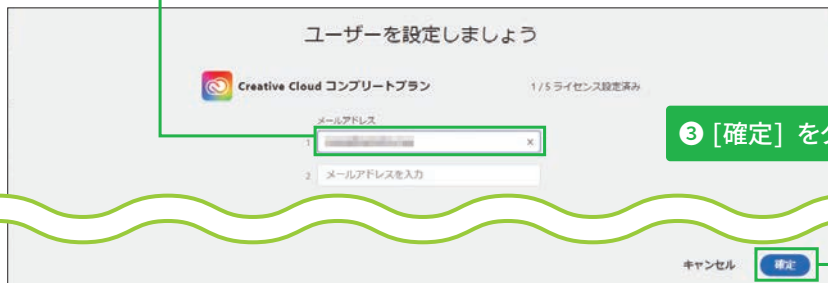 ユーザーを設定しましょう
Creative Cloud コンプリートプラン
1/5 ライセンス設定済み
メールアドレス
1
×
❸ [確定] を
2 メールアドレスを入力
キャンセル 確定